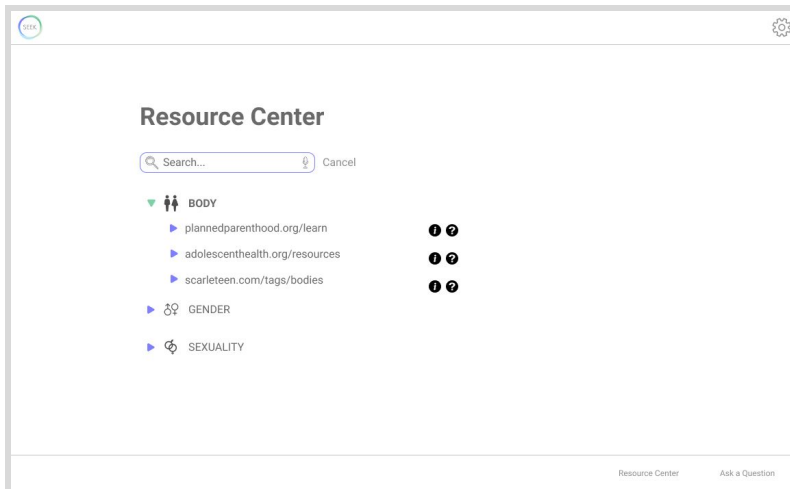 SEEK
Resource Center
Search... Cancel
BODY
plannedparenthood.org/learn
adolescenthealth.org/resources
scarleteen.com/tags/bodies
GENDER
SEXUALITY
Resource Center Ask a Question